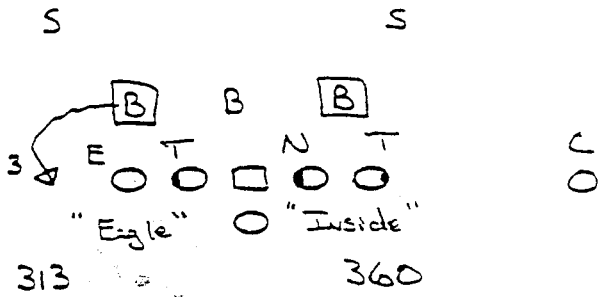 S S
B B B
E T N T C
3
"Eagle" "Inside"
313 360